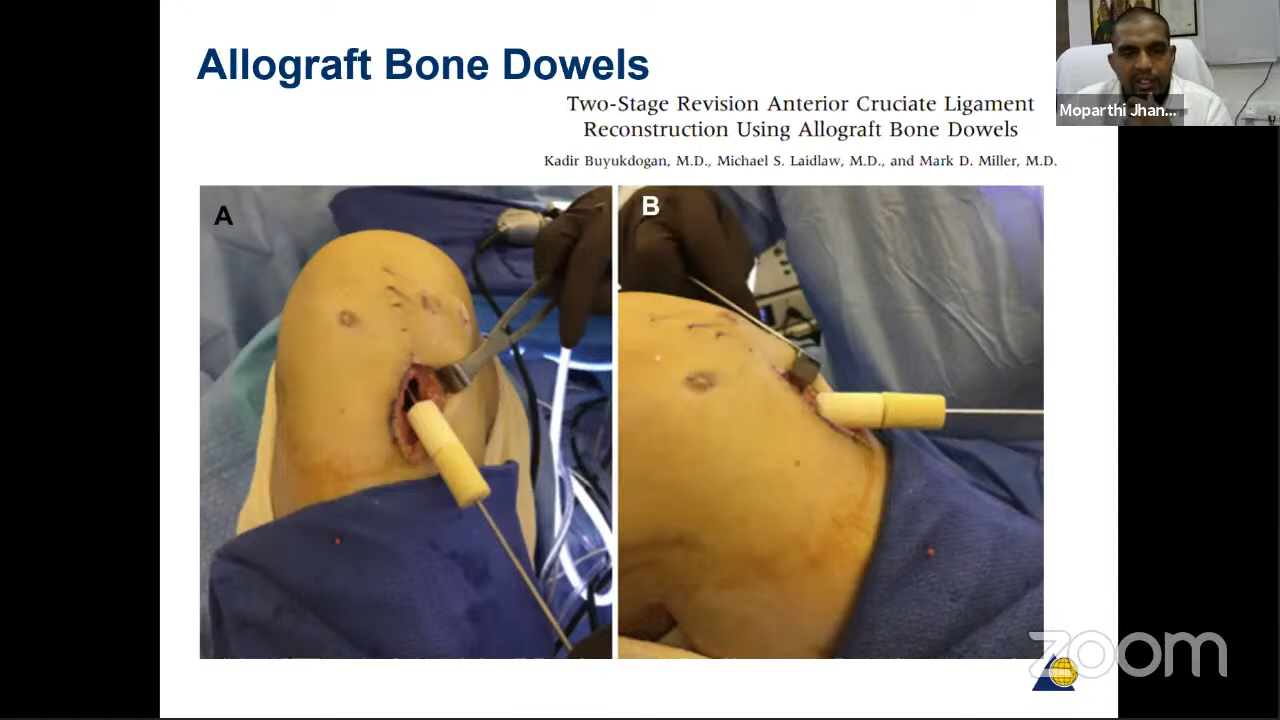 Allograft Bone Dowels
Two-Stage Revision Anterior Cruciate Ligament
Reconstruction Using Allograft Bone Dowels
Kadir Buyukdogan, M.D., Michael S. Laidlaw, M.D., and Mark D. Miller, M.D.
Moparthi Jhan...
A
B
zoom